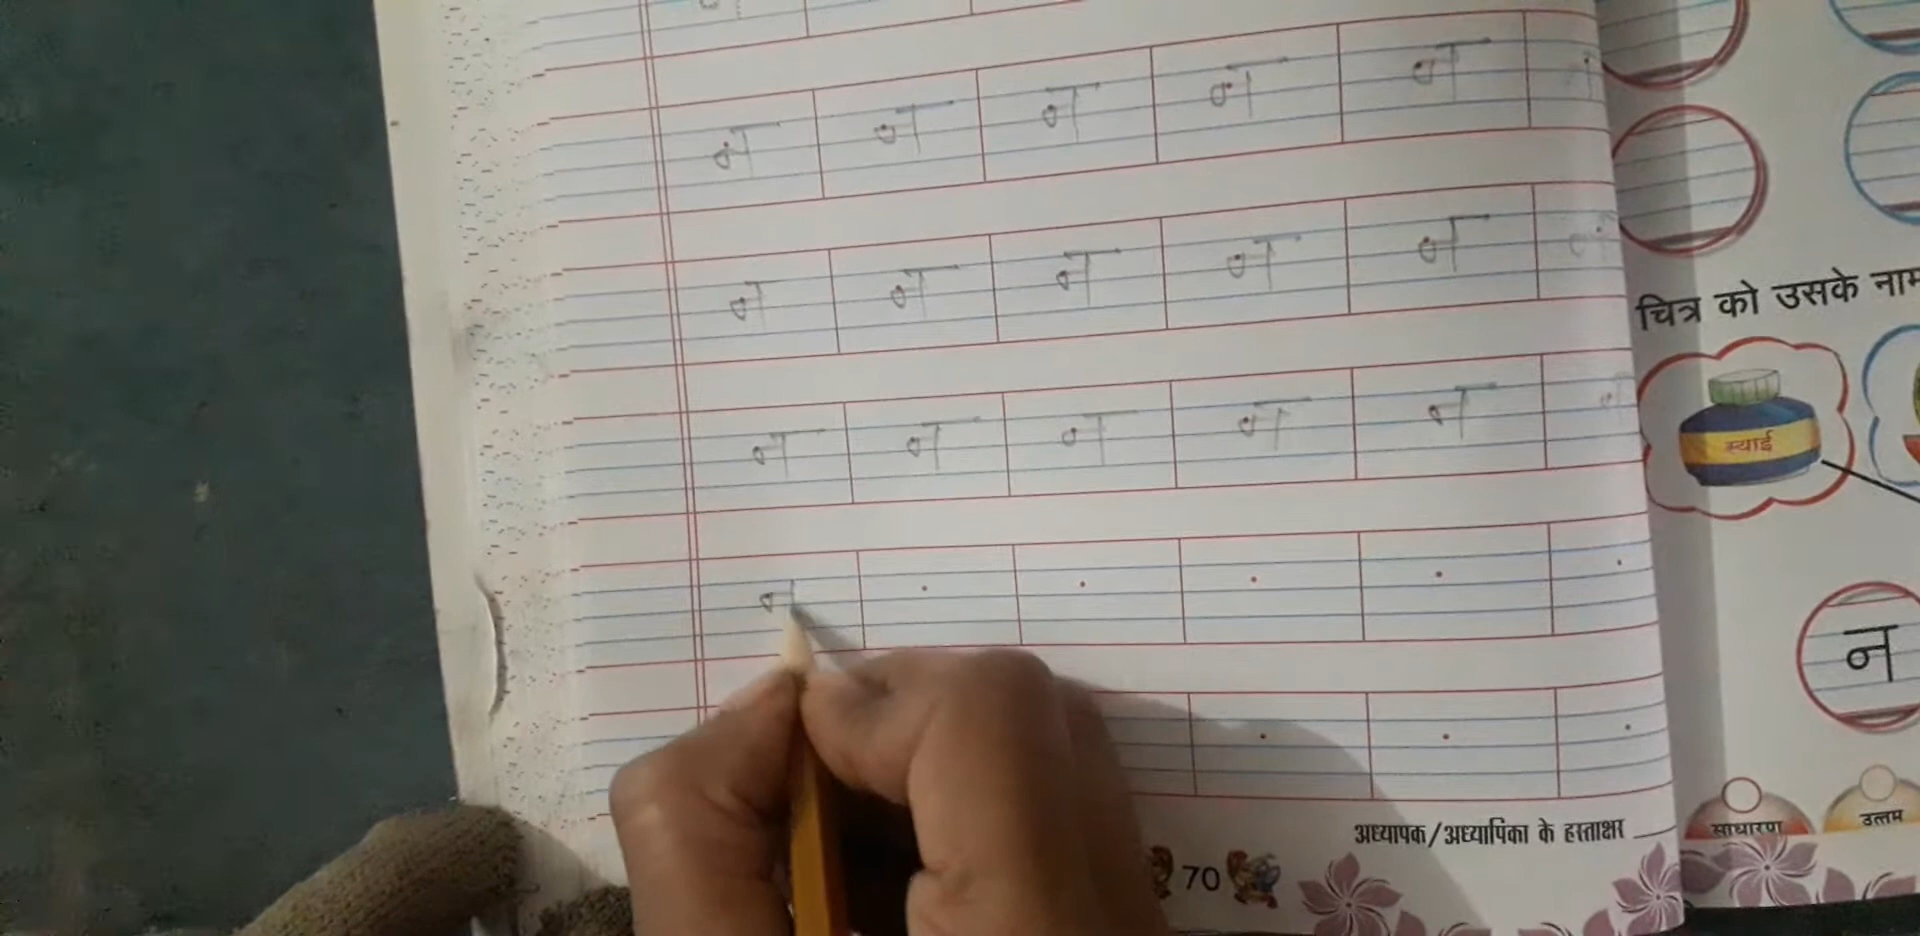 न न न न न
न न न न न
न न न न न
न
अध्यापक/अध्यापिका के हस्ताक्षर
70
चित्र को उसके नाम
स्याई
न
साधारण उत्तम